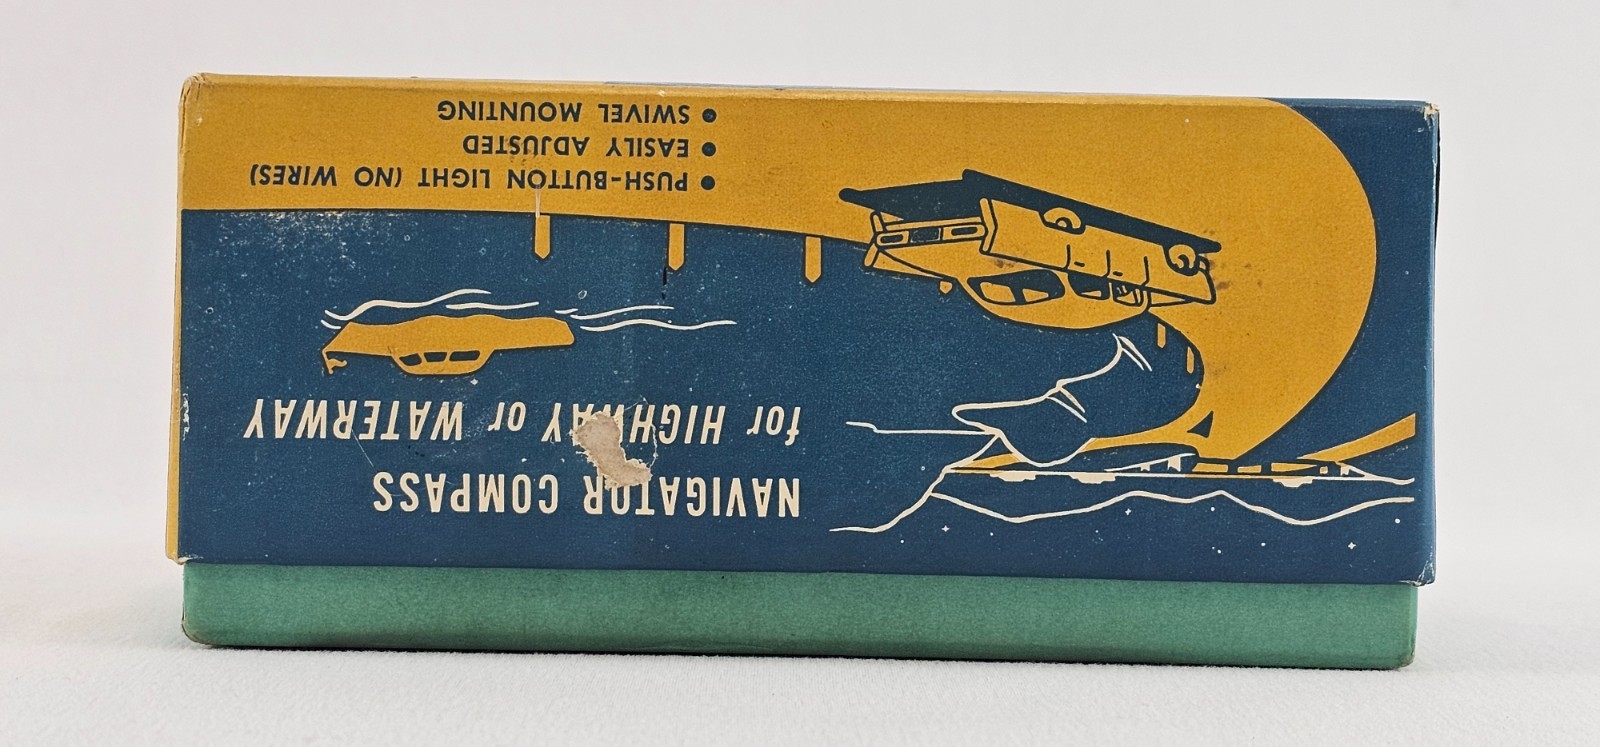 NAVIGATOR COMPASS
for HIGHWAY or WATERWAY
• PUSH-BUTTON LIGHT (NO WIRES)
• EASILY ADJUSTED
• SWIVEL MOUNTING